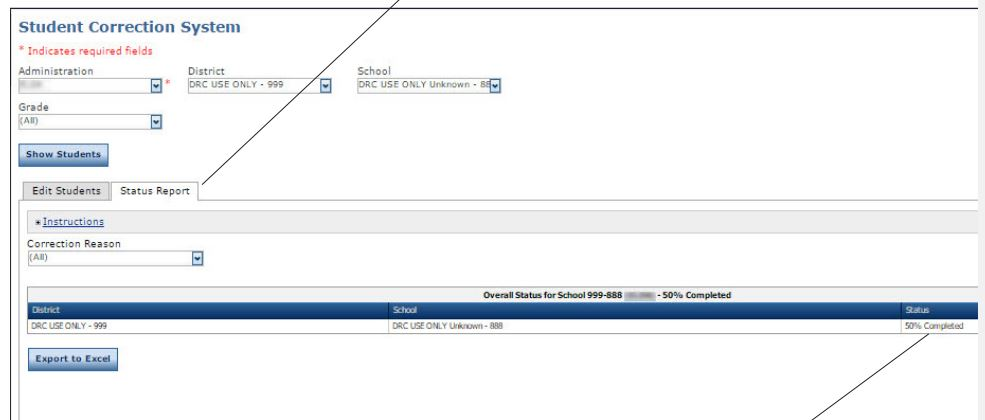 Student Correction System
* Indicates required fields
Administration District School
* DRC USE ONLY - 999 DRC USE ONLY Unknown - 88
Grade
(All)
Show Students
Edit Students Status Report
Instructions
Correction Reason
(All)
Overall Status for School 999-888 - 50% Completed
District School Status
DRC USE ONLY - 999 DRC USE ONLY Unknown - 888 50% Completed
Export to Excel